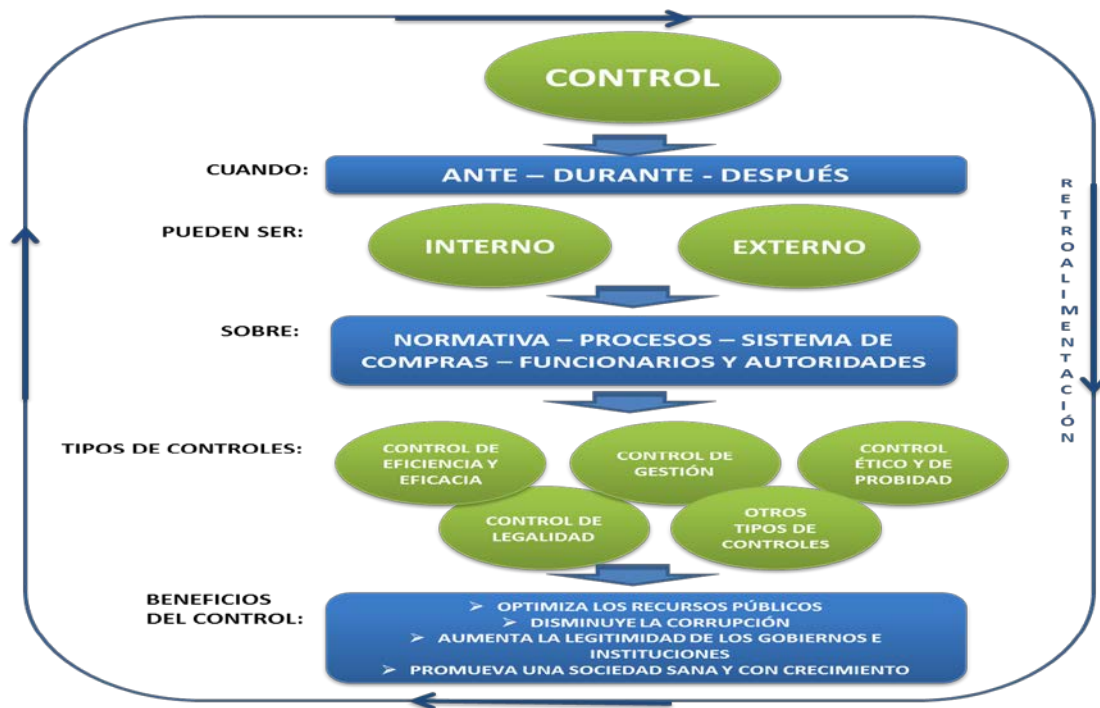 CONTROL
CUANDO:
ANTE – DURANTE - DESPUÉS
PUEDEN SER:
INTERNO
EXTERNO
SOBRE:
NORMATIVA – PROCESOS – SISTEMA DE
COMPRAS – FUNCIONARIOS Y AUTORIDADES
TIPOS DE CONTROLES:
CONTROL DE
EFICIENCIA Y
EFICACIA
CONTROL DE
GESTIÓN
CONTROL
ÉTICO Y DE
PROBIDAD
CONTROL DE
LEGALIDAD
OTROS
TIPOS DE
CONTROLES
BENEFICIOS
DEL CONTROL:
➢ OPTIMIZA LOS RECURSOS PÚBLICOS
➢ DISMINUYE LA CORRUPCIÓN
➢ AUMENTA LA LEGITIMIDAD DE LOS GOBIERNOS E
INSTITUCIONES
➢ PROMUEVA UNA SOCIEDAD SANA Y CON CRECIMIENTO
RETROALIMENTACIÓN